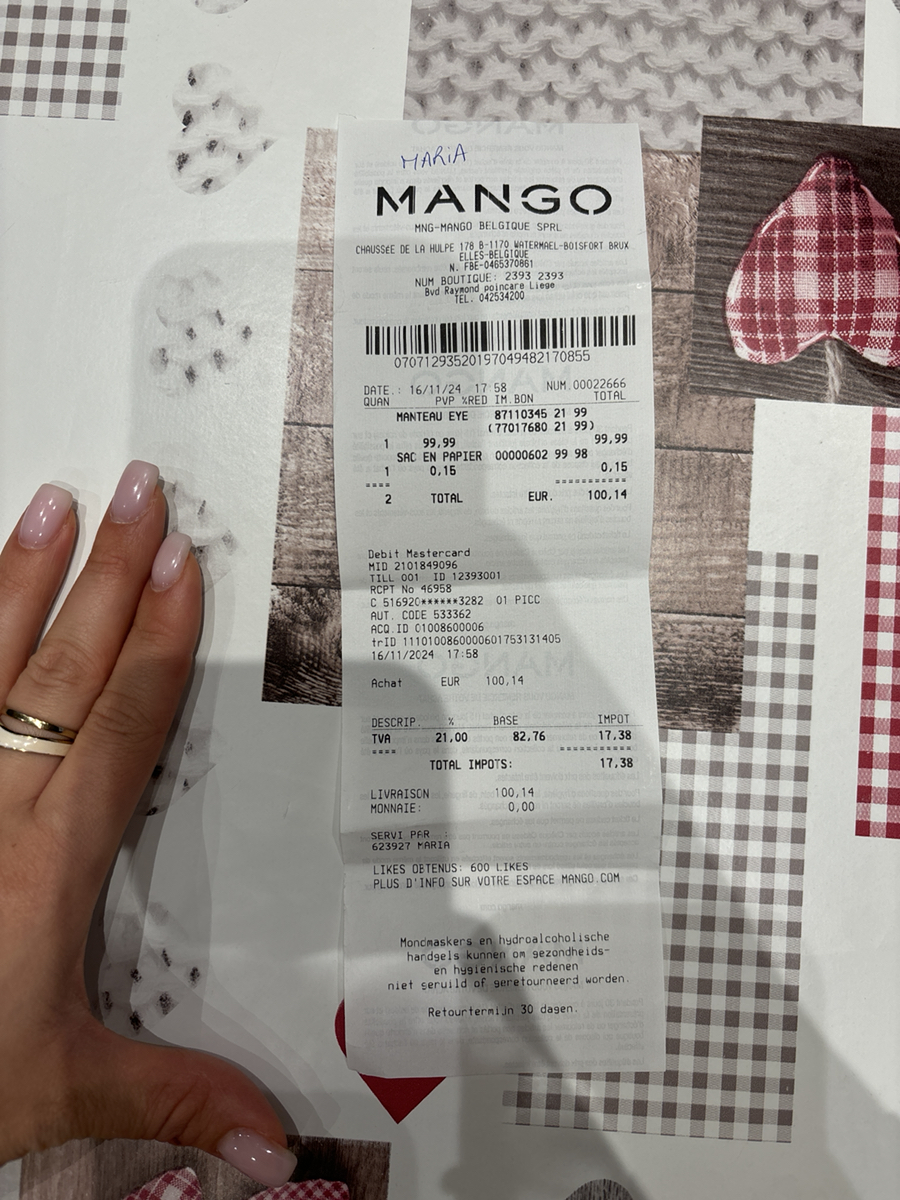 MARIA
MANGO
MNG-MANGO BELGIQUE SPRL
CHAUSSéE DE LA HULPE 178 B-1170 WATERMAEL-BOISFORT BRUX
ELLES-BELGIQUE
N. FBE-0465370861
NUM BOUTIQUE: 2393 2393
Bvd Raymond poincare Liege
TEL. 042534200
07071293520197049482170855
DATE.: 16/11/24 17 58 NUM.00022666
QUAN PVP %RED IM.BON TOTAL
MANTEAU EYE 87110345 21 99
(77017680 21 99)
1 99,99 99,99
SAC EN PAPIER 00000602 99 98
1 0,15 0,15
==== ===========
2 TOTAL EUR. 100,14
Debit Mastercard
MID 2101849096
TILL 001 ID 12393001
RCPT No 46958
C 516920******3282 01 PICC
AUT. CODE 533362
ACQ.ID 01008600006
trID 1110100860000601753131405
16/11/2024 17:58
Achat EUR 100,14
DESCRIP. % BASE IMPOT
TVA 21,00 82,76 17,38
==== ===========
TOTAL IMPOTS: 17,38
LIVRAISON 100,14
MONNAIE: 0,00
SERVI PAR :
623927 MARIA
LIKES OBTENUS: 600 LIKES
PLUS D'INFO SUR VOTRE ESPACE MANGO.COM
Mondmaskers en hydroalcoholische
handgels kunnen om gezondheids-
en hygienische redenen
niet geruild of geretourneerd worden.
Retourtermijn 30 dagen.